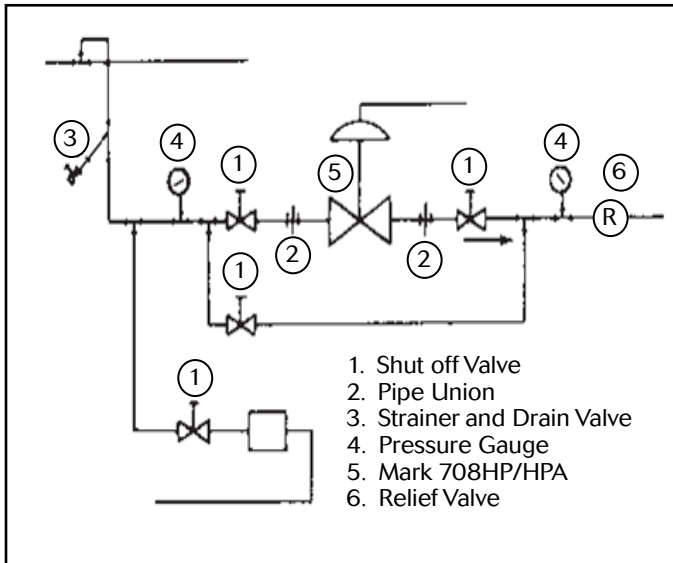 3
4
1
5
1
4
6
R
2
2
1
1
1. Shut off Valve
2. Pipe Union
3. Strainer and Drain Valve
4. Pressure Gauge
5. Mark 708HP/HPA
6. Relief Valve